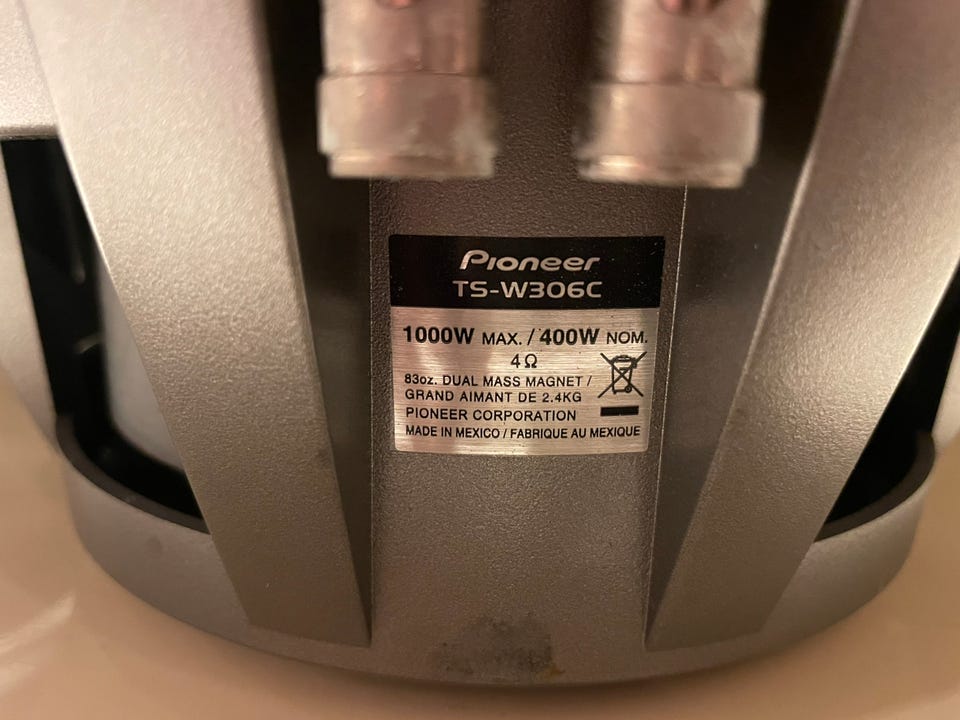 Pioneer
TS-W306C
1000W MAX. / 400W NOM.
4Ω
83oz. DUAL MASS MAGNET /
GRAND AIMANT DE 2.4KG
PIONEER CORPORATION
MADE IN MEXICO / FABRIQUE AU MEXIQUE